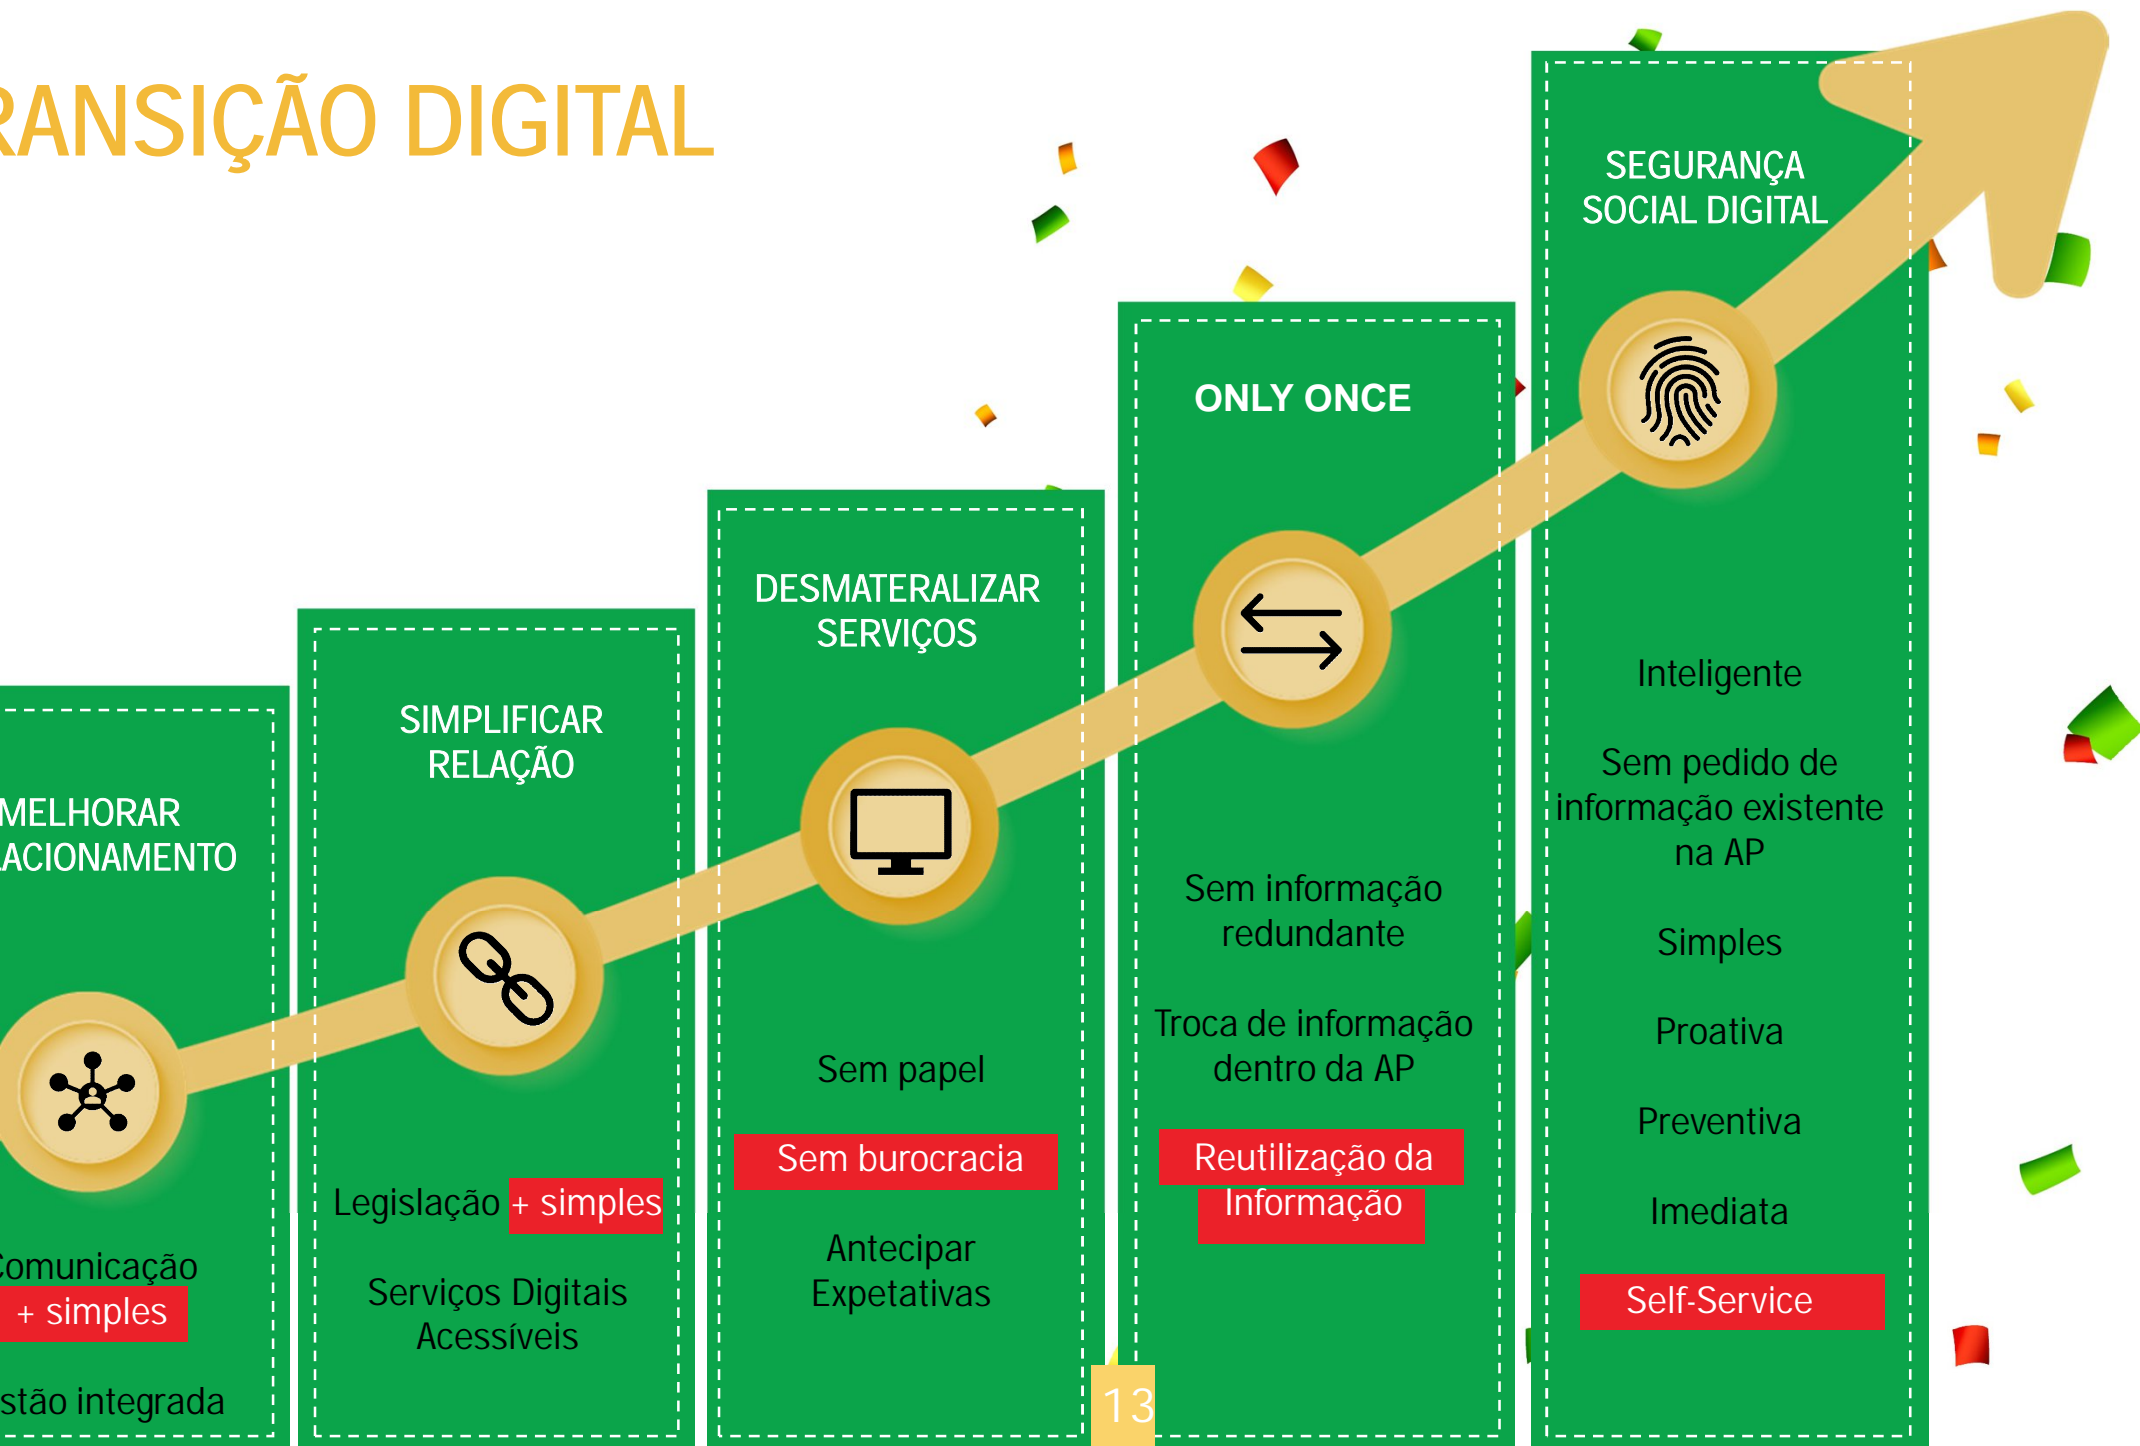 RANSIÇÃO DIGITAL
MELHORAR
LACIONAMENTO
Comunicação
+ simples
stão integrada
SIMPLIFICAR
RELAÇÃO
Legislação + simples
Serviços Digitais
Acessíveis
DESMATERALIZAR
SERVIÇOS
Sem papel
Sem burocracia
Antecipar
Expetativas
ONLY ONCE
Sem informação
redundante
Troca de informação
dentro da AP
Reutilização da
Informação
SEGURANÇA
SOCIAL DIGITAL
Inteligente
Sem pedido de
informação existente
na AP
Simples
Proativa
Preventiva
Imediata
Self-Service
13